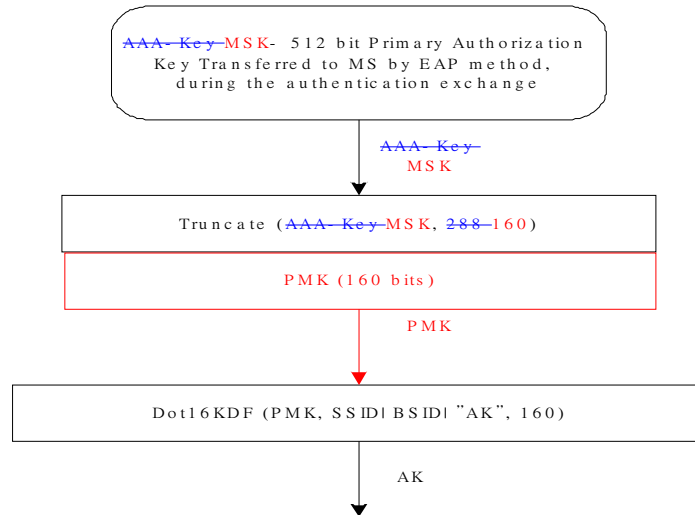 AAA- Key MSK- 512 bit Primary Authorization
Key Transferred to MS by EAP method,
during the authentication exchange
AAA- Key
MSK
Truncate (AAA- Key MSK, 288 160)
PMK (160 bits)
PMK
Dot16KDF (PMK, SSID| BSID| "AK", 160)
AK